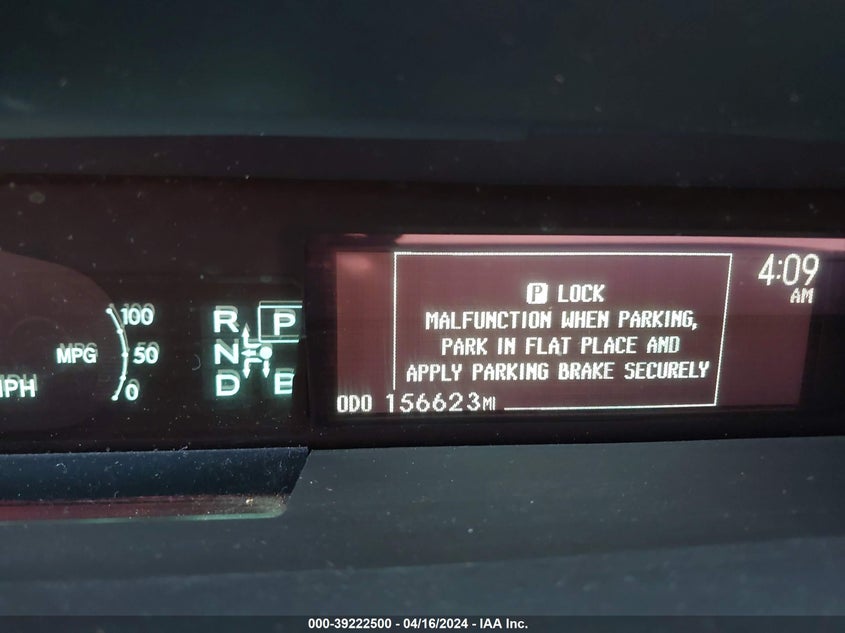 100
MPG 50
MPH 0
R P
N
D B
P LOCK
MALFUNCTION WHEN PARKING,
PARK IN FLAT PLACE AND
APPLY PARKING BRAKE SECURELY
4:09
AM
ODO 156623MI
000-39222500 - 04/16/2024 - IAA Inc.